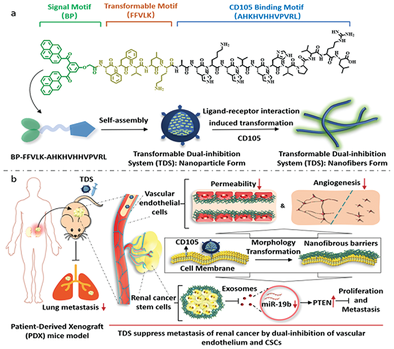 Signal Motif
(BP)
Transformable Motif
(FFVLK)
CD105 Binding Motif
(AHKHVHHVPVRL)
a
Self-assembly
Ligand-receptor interaction
induced transformation
CD105
BP-FFVLK-AHKHVHHVPVRL
Transformable Dual-inhibition
System (TDS): Nanoparticle Form
Transformable Dual-inhibition
System (TDS): Nanofibers Form
b
TDS
Vascular
endothelial-cells
Permeability
&
Angiogenesis
CD105
Cell Membrane
Morphology
Transformation
Nanofibrous barriers
Lung metastasis
Renal cancer
stem cells
Exosomes
miR-19b
PTEN
Proliferation
and Metastasis
Patient-Derived Xenograft
(PDX) mice model
TDS suppress metastasis of renal cancer by dual-inhibition of vascular
endothelium and CSCs